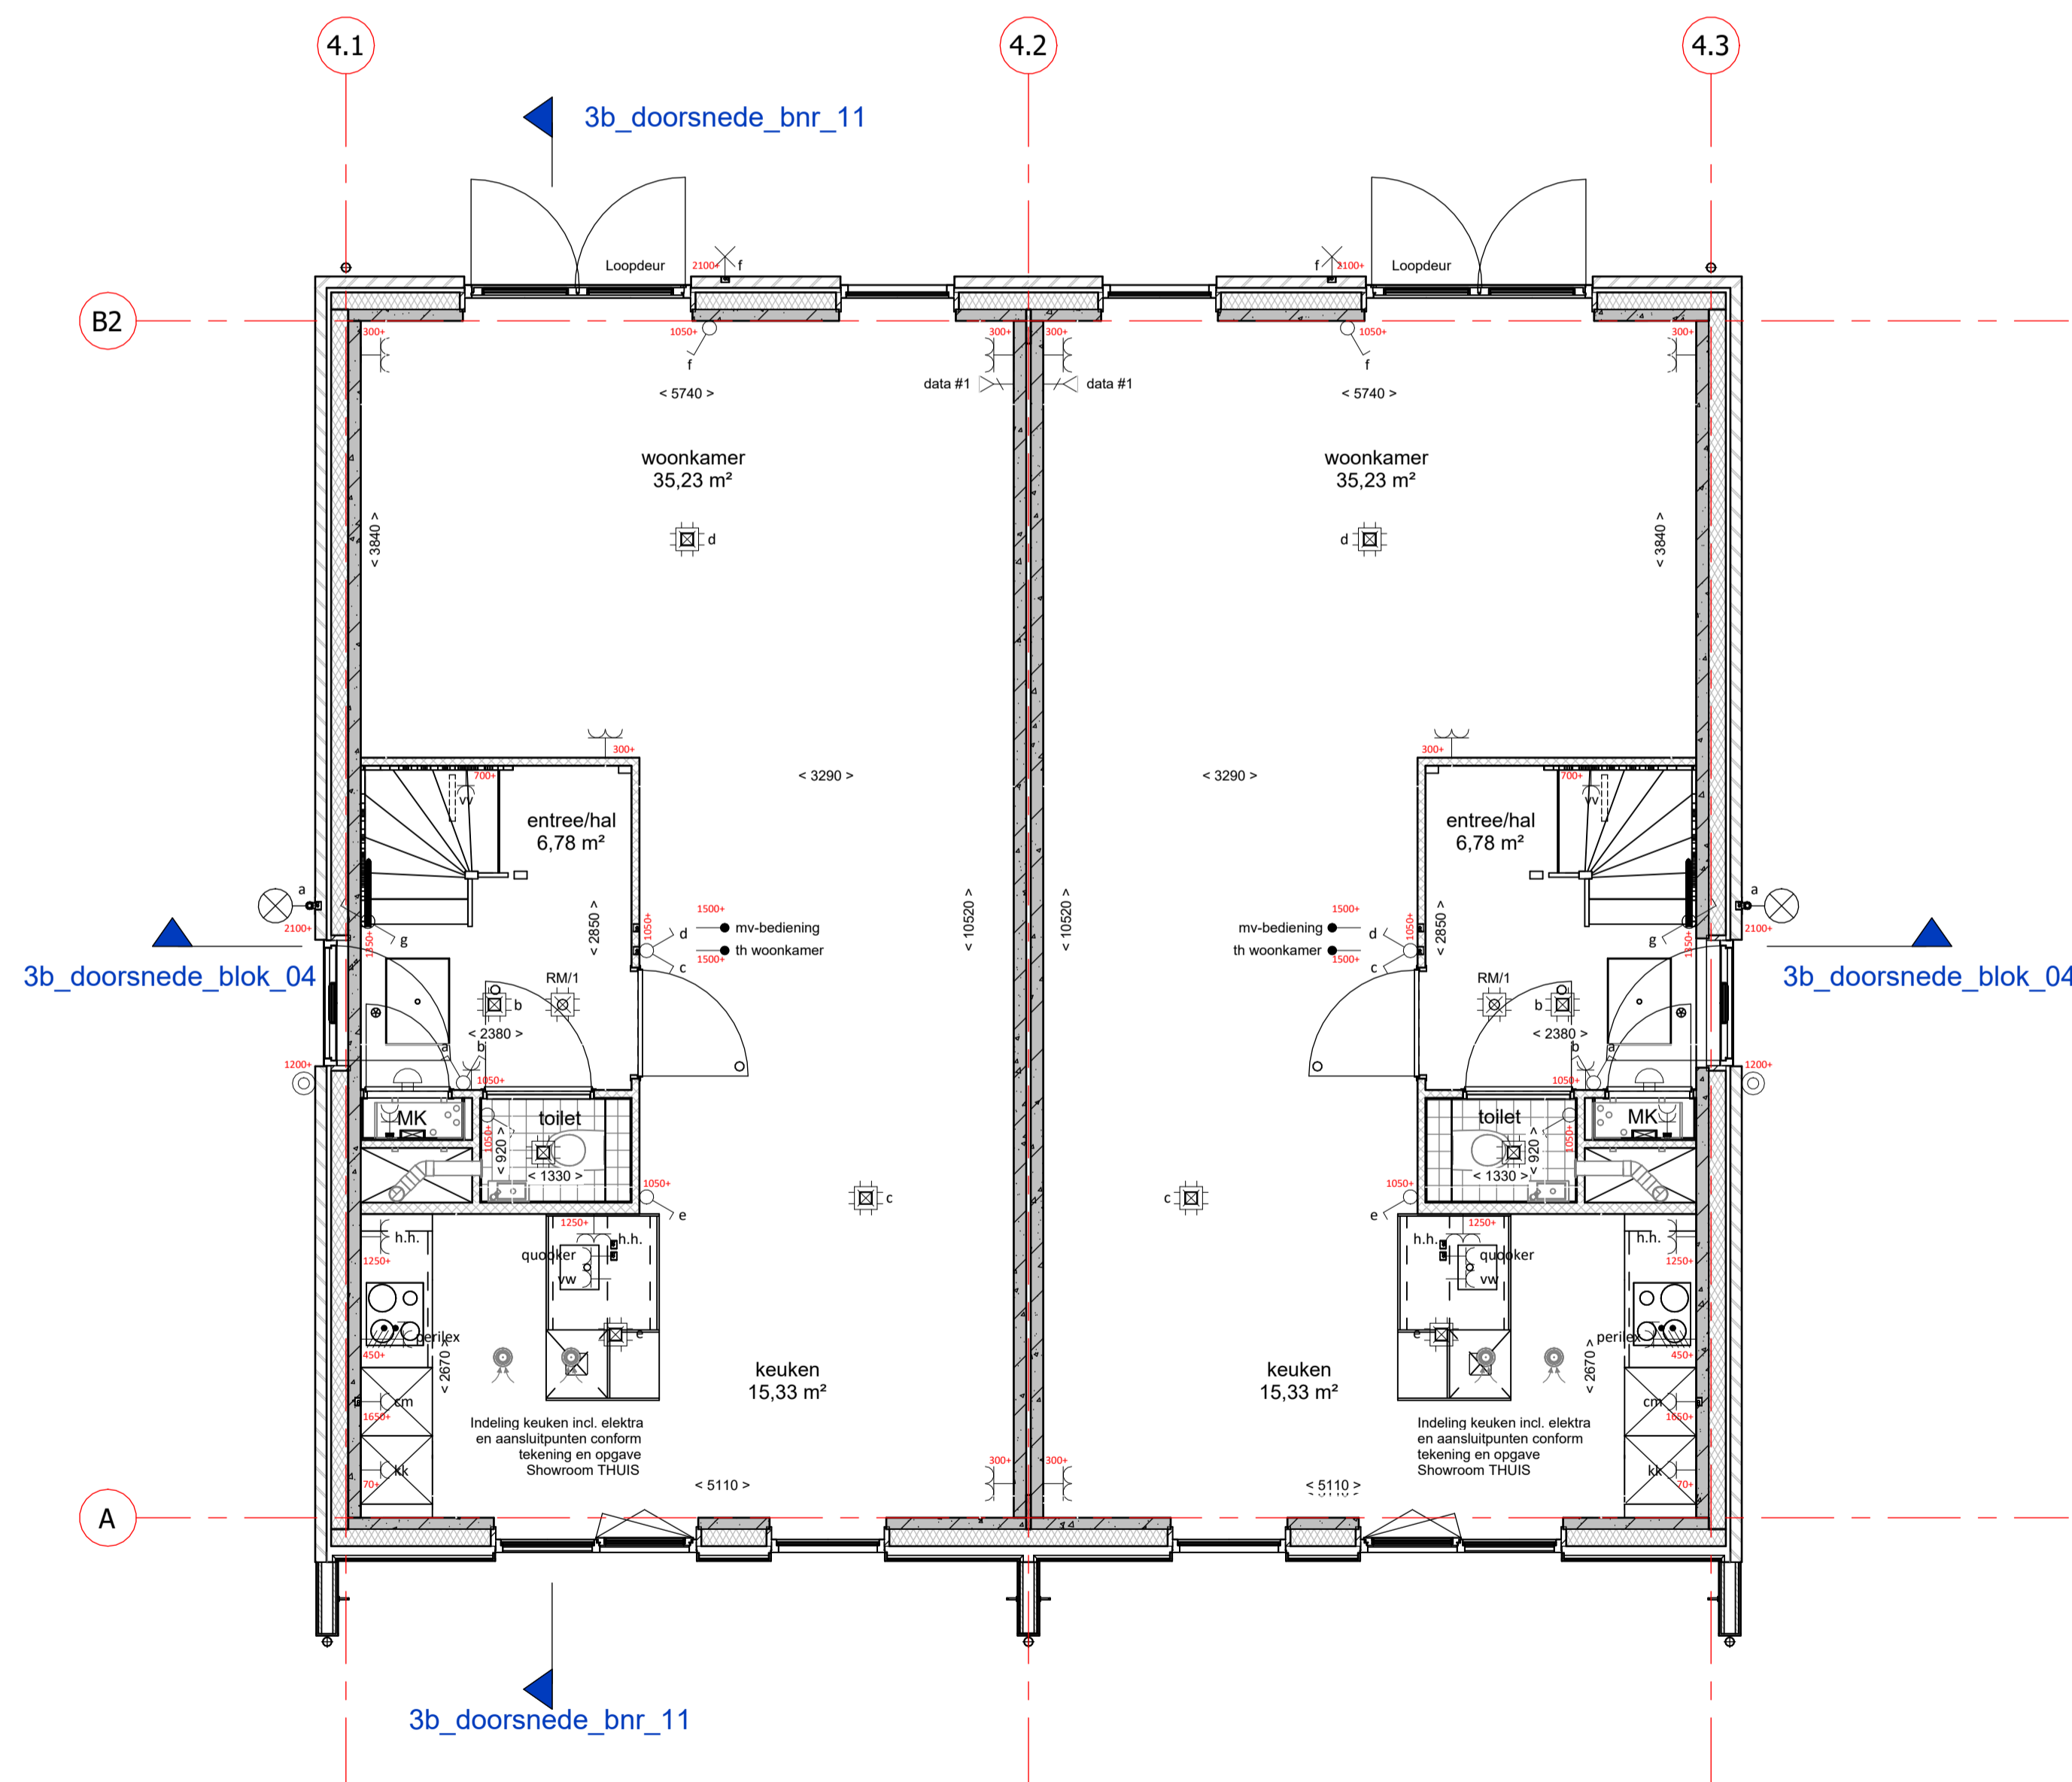 4.1
4.2
4.3
3b_doorsnede_bnr_11
Loopdeur
2100+
f
f
2100+
Loopdeur
B2
300+
1050+
f
300+
300+
1050+
f
300+
data #1
data #1
< 5740 >
< 5740 >
woonkamer
35,23 m²
woonkamer
35,23 m²
< 3840 >
d
d
< 3840 >
300+
300+
700+
vv
< 3290 >
< 3290 >
700+
vv
entree/hal
6,78 m²
entree/hal
6,78 m²
a
2100+
1350+
g
< 2850 >
1050+
d
c
1500+
mv-bediening
th woonkamer
1500+
< 10520 >
< 10520 >
1500+
mv-bediening
th woonkamer
1500+
d
c
1050+
< 2850 >
g
1350+
a
2100+
3b_doorsnede_blok_04
3b_doorsnede_blok_04
RM/1
b
< 2380 >
a
b
1050+
1200+
RM/1
b
< 2380 >
b
a
1050+
1200+
MK
toilet
1050+
< 920 >
< 1330 >
toilet
MK
< 920 >
1050+
< 1330 >
1050+
e
c
c
1050+
e
h.h.
1250+
1250+
quooker
h.h.
vw
e
perilex
450+
< 2670 >
h.h.
1250+
quooker
vw
e
h.h.
1250+
perilex
450+
< 2670 >
keuken
15,33 m²
keuken
15,33 m²
cm
1650+
kk
70+
cm
1650+
kk
70+
Indeling keuken incl. elektra
en aansluitpunten conform
tekening en opgave
Showroom THUIS
Indeling keuken incl. elektra
en aansluitpunten conform
tekening en opgave
Showroom THUIS
300+
300+
< 5110 >
< 5110 >
A
3b_doorsnede_bnr_11